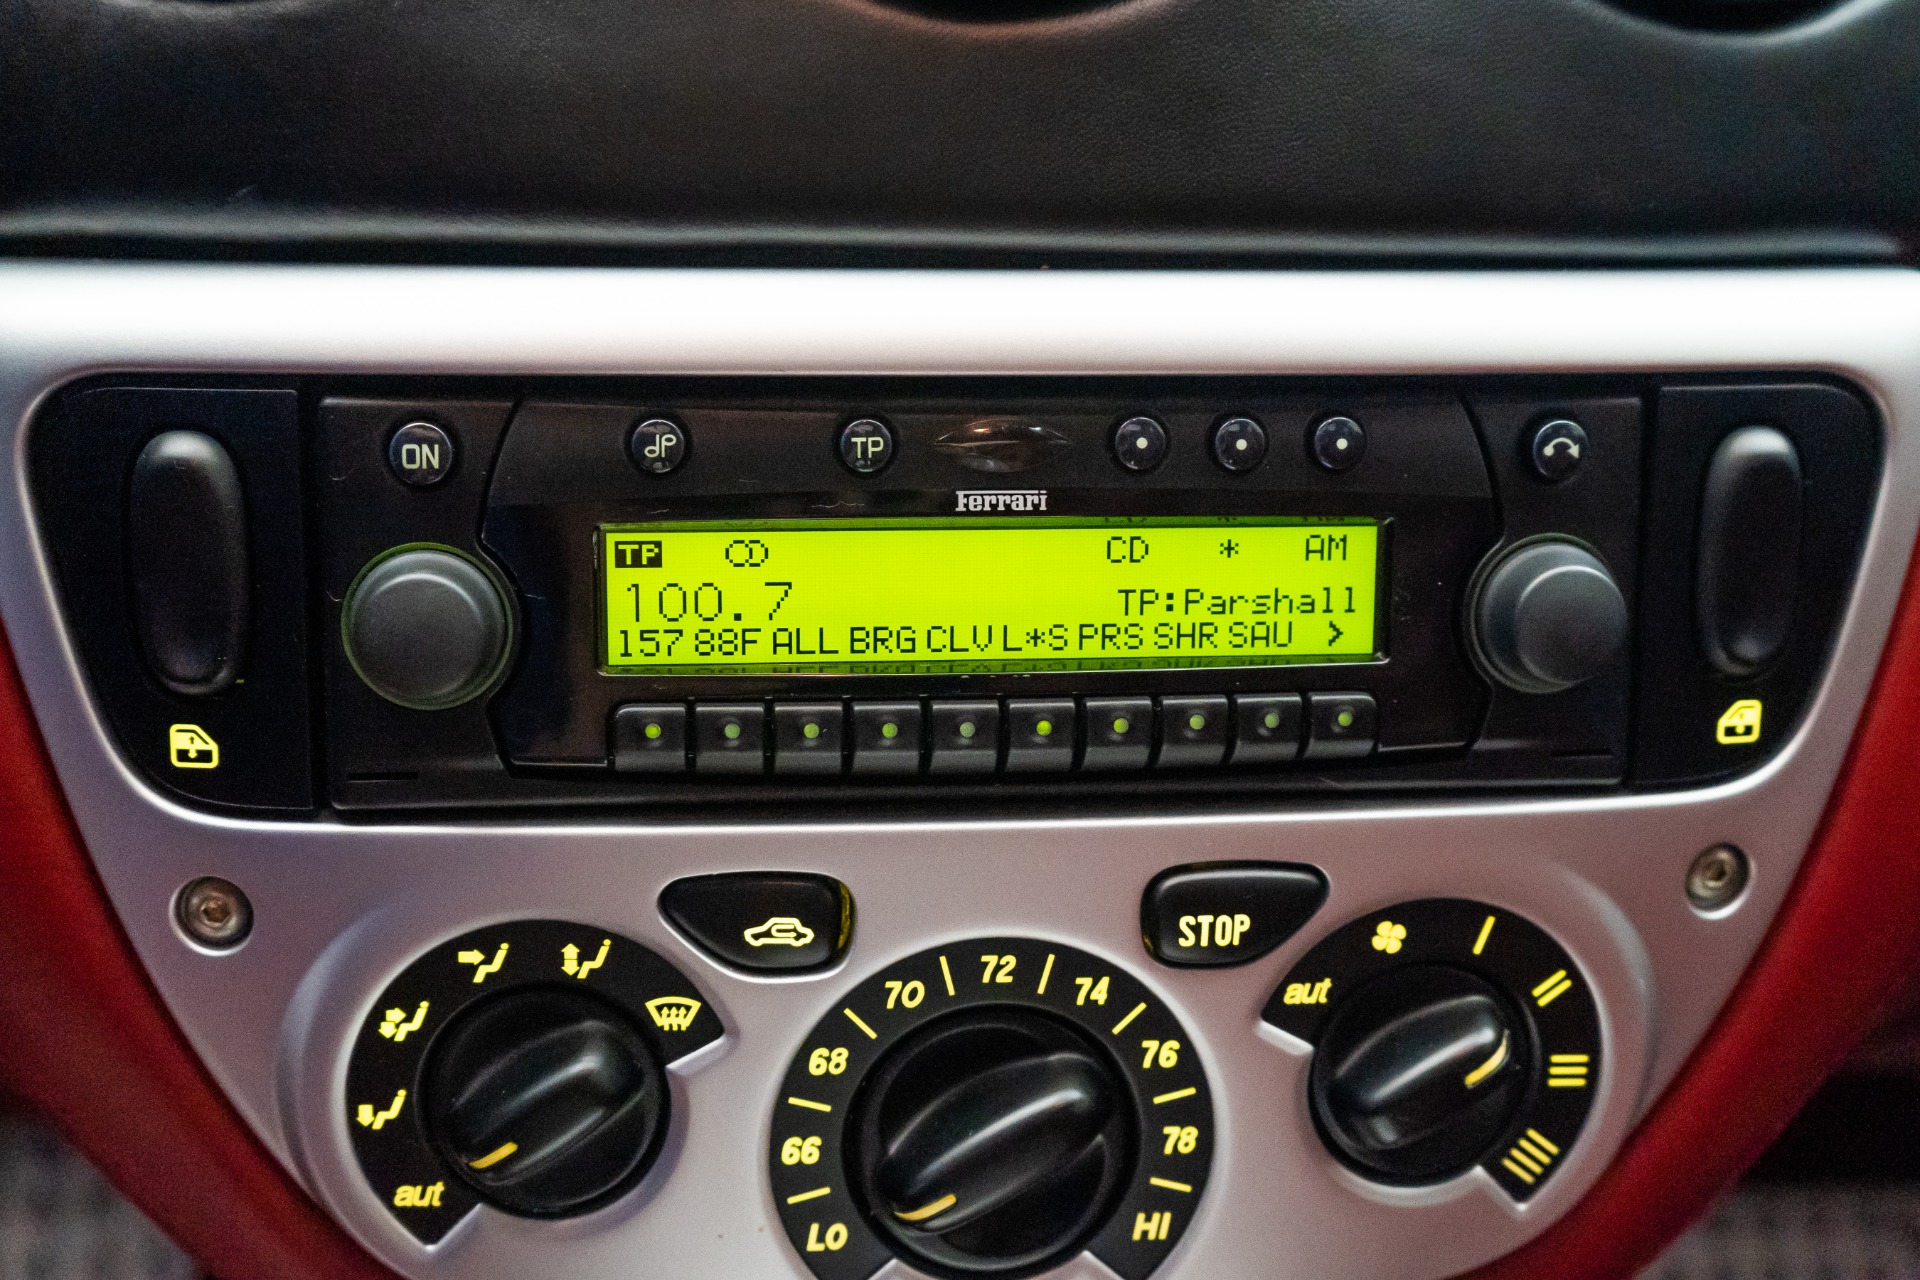 ON
TP
Ferrari
TP CD * AM
100.7 TP:Parshall
157 88F ALL BRG CLV L*S PRS SHR SAU >
STOP
70 72 74
aut
68 76
66 78
aut
LO HI